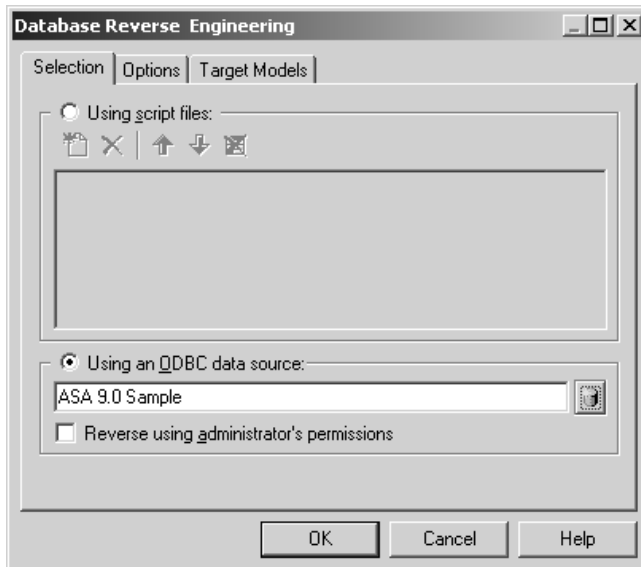 Database Reverse Engineering
Selection Options Target Models
Using script files:
Using an ODBC data source:
ASA 9.0 Sample
Reverse using administrator's permissions
OK Cancel Help